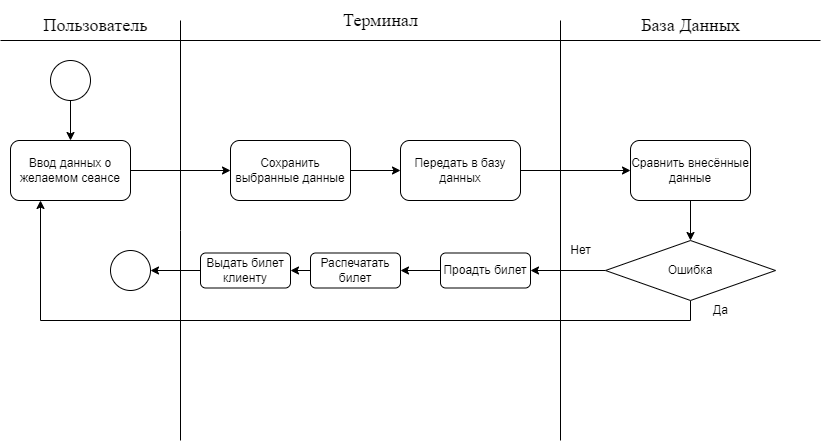 Пользователь
Терминал
База Данных
Ввод данных о
желаемом сеансе
Сохранить
выбранные данные
Передать в базу
данных
Сравнить внесённые
данные
Нет
Выдать билет
клиенту
Распечатать
билет
Проадть билет
Ошибка
Да